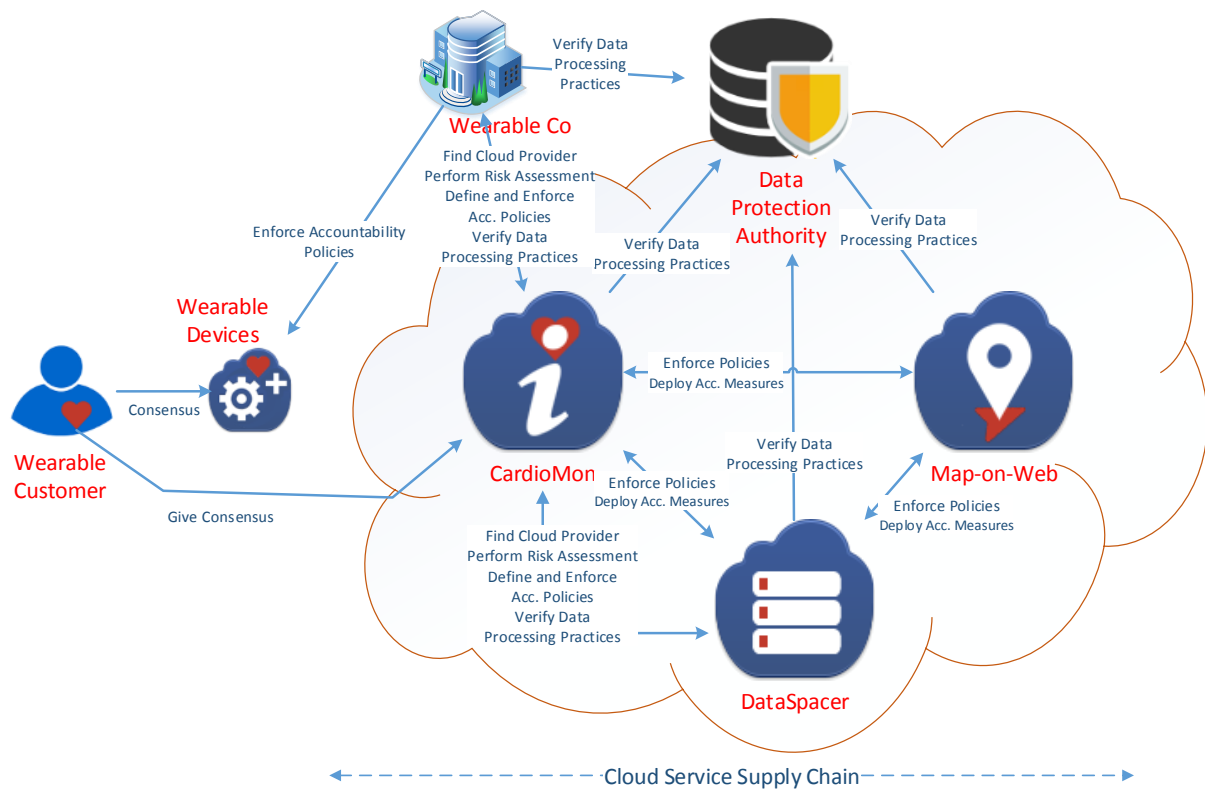 Verify Data
Processing
Practices
Wearable Co
Find Cloud Provider
Perform Risk Assessment
Define and Enforce
Acc. Policies
Verify Data
Processing Practices
Data
Protection
Authority
Verify Data
Processing Practices
Verify Data
Processing Practices
Enforce Accountability
Policies
Wearable
Devices
Consensus
Wearable
Customer
Give Consensus
Enforce Policies
Deploy Acc. Measures
CardioMon
Map-on-Web
Verify Data
Processing Practices
Enforce Policies
Deploy Acc. Measures
Enforce Policies
Deploy Acc. Measures
Find Cloud Provider
Perform Risk Assessment
Define and Enforce
Acc. Policies
Verify Data
Processing Practices
DataSpacer
Cloud Service Supply Chain